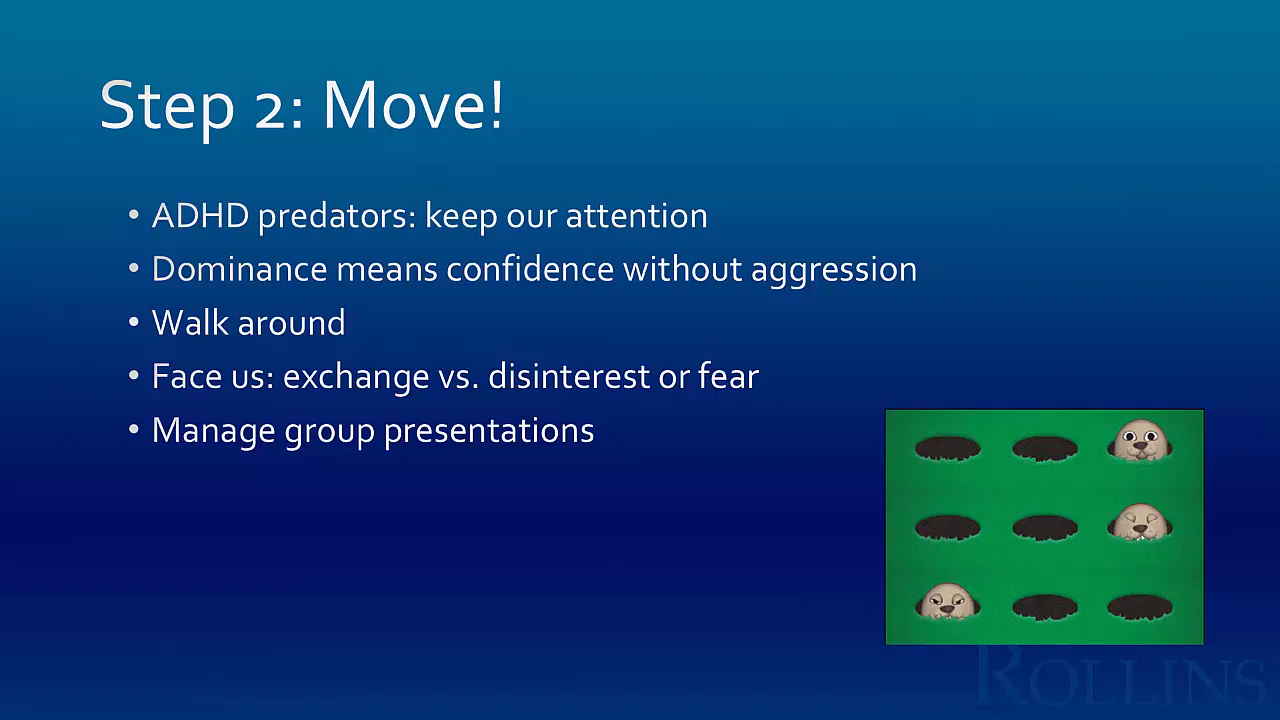 Step 2: Move!
• ADHD predators: keep our attention
• Dominance means confidence without aggression
• Walk around
• Face us: exchange vs. disinterest or fear
• Manage group presentations
ROLLINS